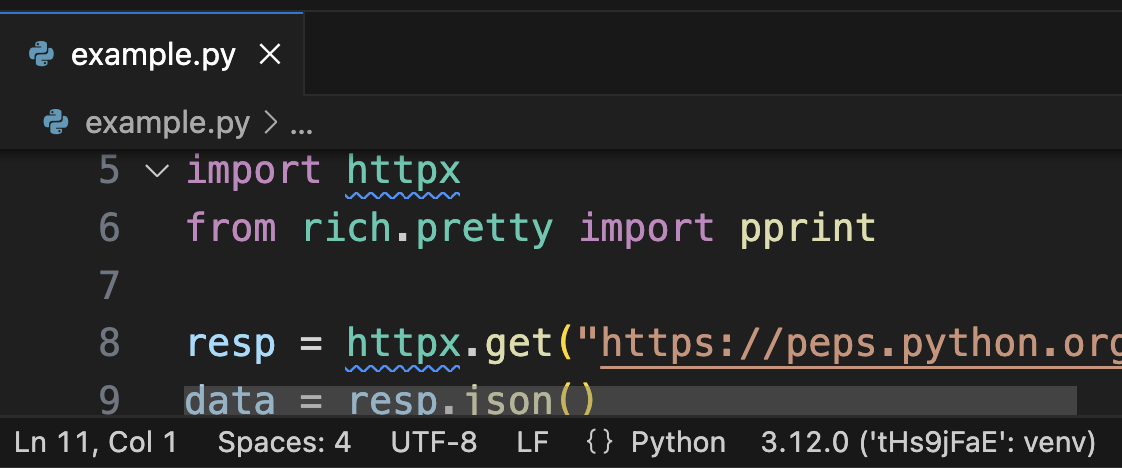 example.py
example.py > ...
5 import httpx
6 from rich.pretty import pprint
7
8 resp = httpx.get("https://peps.python.org
9 data = resp.json()
Ln 11, Col 1 Spaces: 4 UTF-8 LF {} Python 3.12.0 ('tHs9jFaE': venv)